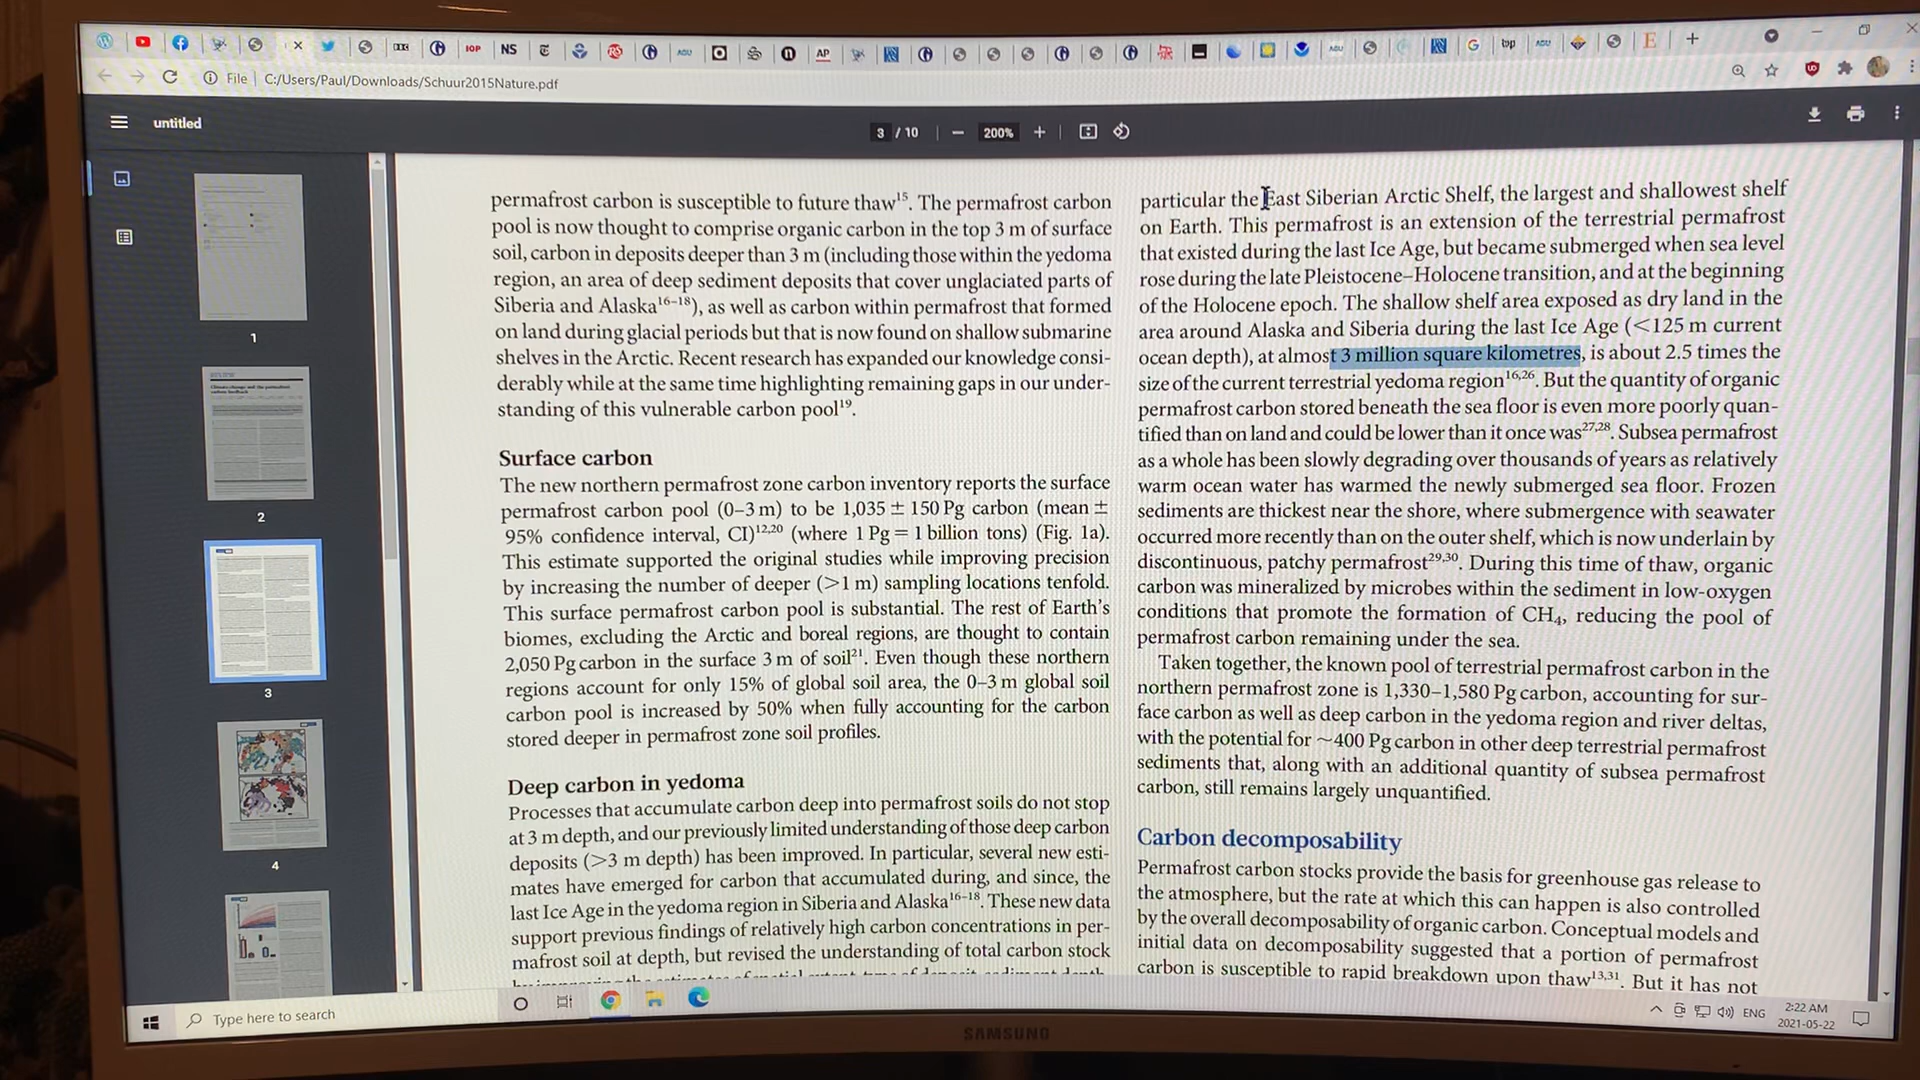 IOP
NS
AGU
AP
AGU
top
AGU
File | C:/Users/Paul/Downloads/Schuur2015Nature.pdf
untitled
3 / 10
200%
1
2
3
4
permafrost carbon is susceptible to future thaw15. The permafrost carbon
pool is now thought to comprise organic carbon in the top 3 m of surface
soil, carbon in deposits deeper than 3 m (including those within the yedoma
region, an area of deep sediment deposits that cover unglaciated parts of
Siberia and Alaska16–18), as well as carbon within permafrost that formed
on land during glacial periods but that is now found on shallow submarine
shelves in the Arctic. Recent research has expanded our knowledge consi-
derably while at the same time highlighting remaining gaps in our under-
standing of this vulnerable carbon pool19.
Surface carbon
The new northern permafrost zone carbon inventory reports the surface
permafrost carbon pool (0–3 m) to be 1,035 ± 150 Pg carbon (mean ±
95% confidence interval, CI)12,20 (where 1 Pg = 1 billion tons) (Fig. 1a).
This estimate supported the original studies while improving precision
by increasing the number of deeper (>1 m) sampling locations tenfold.
This surface permafrost carbon pool is substantial. The rest of Earth's
biomes, excluding the Arctic and boreal regions, are thought to contain
2,050 Pg carbon in the surface 3 m of soil21. Even though these northern
regions account for only 15% of global soil area, the 0–3 m global soil
carbon pool is increased by 50% when fully accounting for the carbon
stored deeper in permafrost zone soil profiles.
Deep carbon in yedoma
Processes that accumulate carbon deep into permafrost soils do not stop
at 3 m depth, and our previously limited understanding of those deep carbon
deposits (>3 m depth) has been improved. In particular, several new esti-
mates have emerged for carbon that accumulated during, and since, the
last Ice Age in the yedoma region in Siberia and Alaska16–18. These new data
support previous findings of relatively high carbon concentrations in per-
mafrost soil at depth, but revised the understanding of total carbon stock
particular the East Siberian Arctic Shelf, the largest and shallowest shelf
on Earth. This permafrost is an extension of the terrestrial permafrost
that existed during the last Ice Age, but became submerged when sea level
rose during the late Pleistocene–Holocene transition, and at the beginning
of the Holocene epoch. The shallow shelf area exposed as dry land in the
area around Alaska and Siberia during the last Ice Age (<125 m current
ocean depth), at almost 3 million square kilometres, is about 2.5 times the
size of the current terrestrial yedoma region16,26. But the quantity of organic
permafrost carbon stored beneath the sea floor is even more poorly quan-
tified than on land and could be lower than it once was27,28. Subsea permafrost
as a whole has been slowly degrading over thousands of years as relatively
warm ocean water has warmed the newly submerged sea floor. Frozen
sediments are thickest near the shore, where submergence with seawater
occurred more recently than on the outer shelf, which is now underlain by
discontinuous, patchy permafrost29,30. During this time of thaw, organic
carbon was mineralized by microbes within the sediment in low-oxygen
conditions that promote the formation of CH4, reducing the pool of
permafrost carbon remaining under the sea.
Taken together, the known pool of terrestrial permafrost carbon in the
northern permafrost zone is 1,330–1,580 Pg carbon, accounting for sur-
face carbon as well as deep carbon in the yedoma region and river deltas,
with the potential for ~400 Pg carbon in other deep terrestrial permafrost
sediments that, along with an additional quantity of subsea permafrost
carbon, still remains largely unquantified.
Carbon decomposability
Permafrost carbon stocks provide the basis for greenhouse gas release to
the atmosphere, but the rate at which this can happen is also controlled
by the overall decomposability of organic carbon. Conceptual models and
initial data on decomposability suggested that a portion of permafrost
carbon is susceptible to rapid breakdown upon thaw13,31. But it has not
Type here to search
ENG
2:22 AM
2021-05-22
SAMSUNG